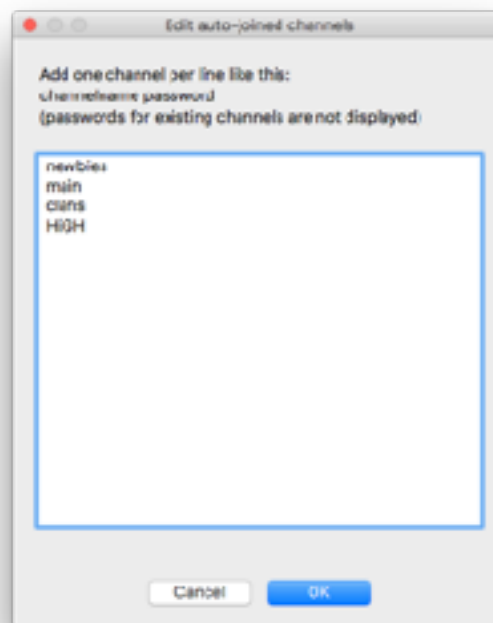 Edit auto-joined channels
Add one channel per line like this:
channelname password
(passwords for existing channels are not displayed)
newbies
main
clans
HIGH
Cancel
OK